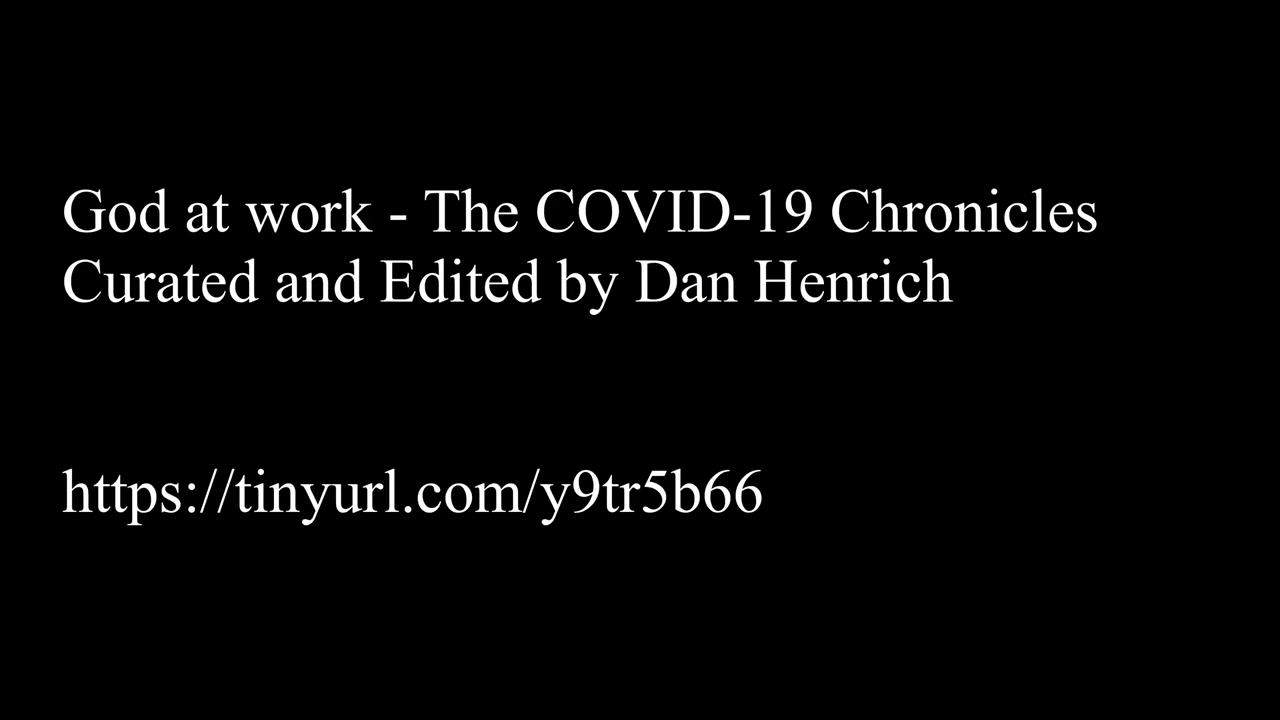 God at work - The COVID-19 Chronicles
Curated and Edited by Dan Henrich
https://tinyurl.com/y9tr5b66